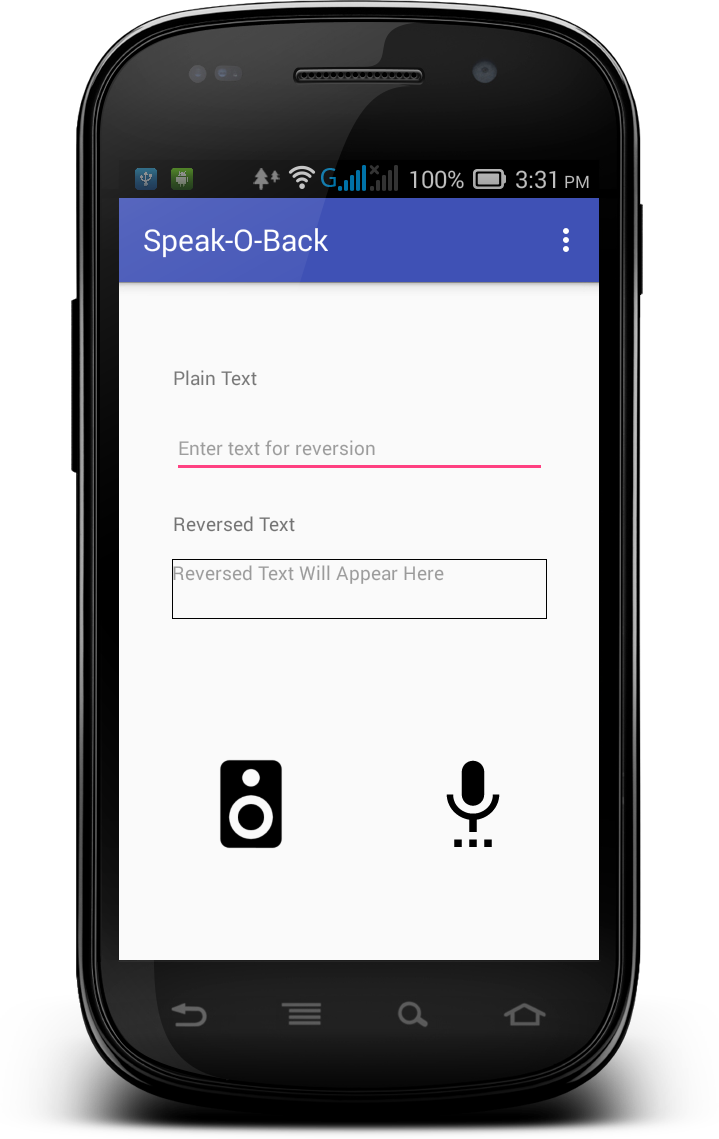 G 100% 3:31 PM
Speak-O-Back
Plain Text
Enter text for reversion
Reversed Text
Reversed Text Will Appear Here